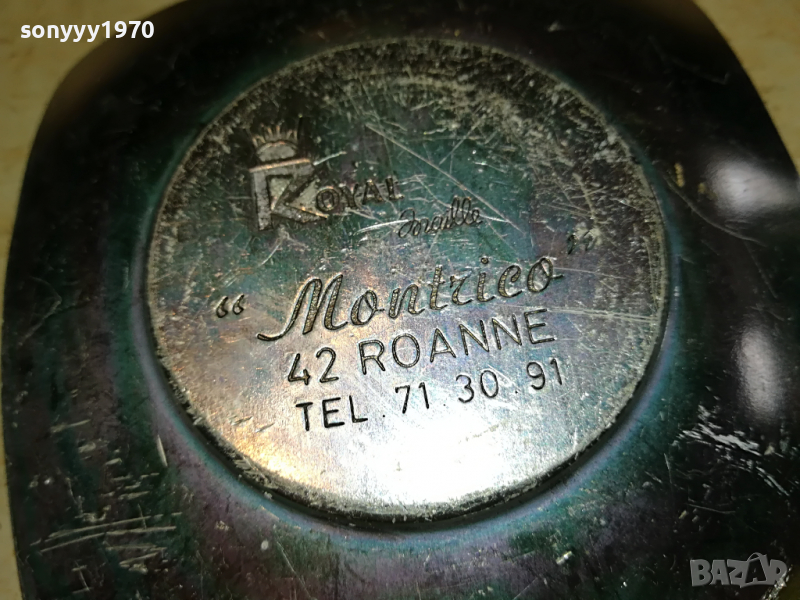 sonyyy1970
ROYAL
"Montrico"
42 ROANNE
TEL. 71. 30. 91
BAZAR